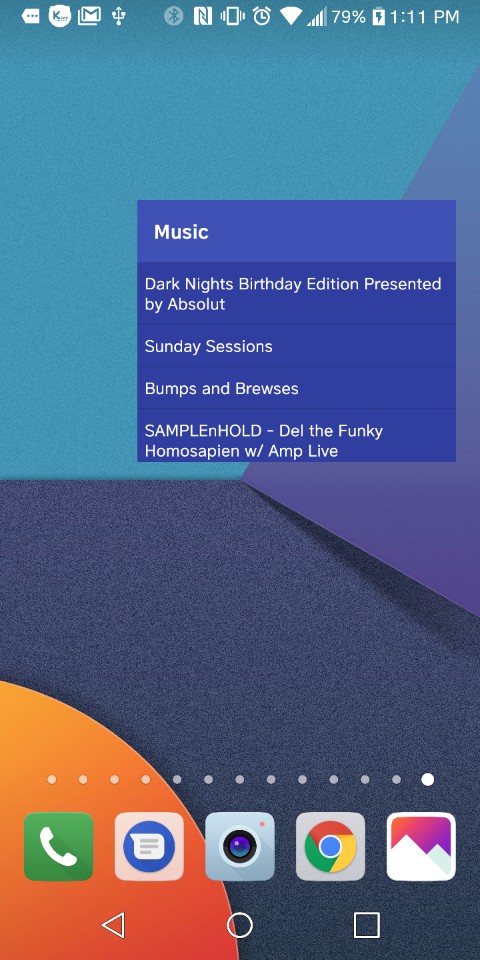 79% 1:11 PM
Music
Dark Nights Birthday Edition Presented
by Absolut
Sunday Sessions
Bumps and Brewses
SAMPLEnHOLD - Del the Funky
Homosapien w/ Amp Live